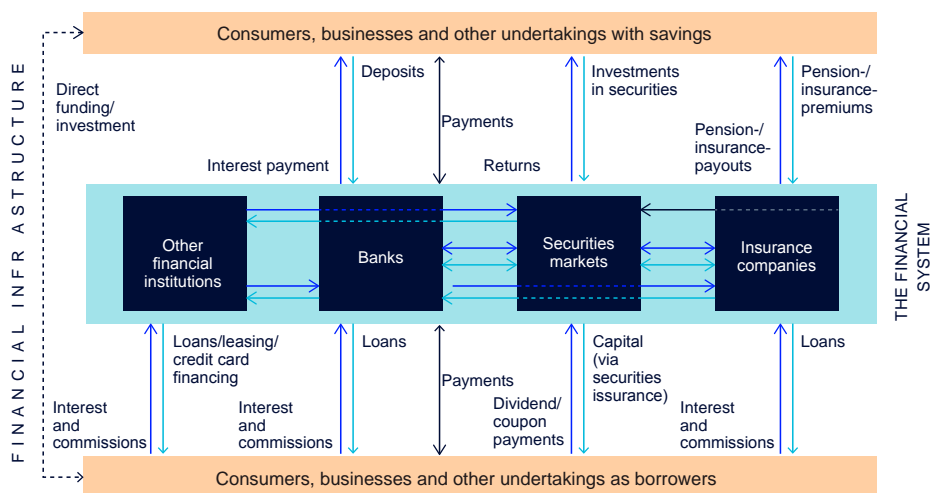 Consumers, businesses and other undertakings with savings
FINANCIAL INFR ASTRUCTURE
Direct
funding/
investment
Deposits
Interest payment
Payments
Investments
in securities
Returns
Pension-/
insurance-
premiums
Pension-/
insurance-
payouts
Other
financial
institutions
Banks
Securities
markets
Insurance
companies
THE FINANCIAL
SYSTEM
Loans/leasing/
credit card
financing
Interest
and
commissions
Loans
Interest
and
commissions
Payments
Capital
(via
securities
issurance)
Dividend/
coupon
payments
Loans
Interest
and
commissions
Consumers, businesses and other undertakings as borrowers